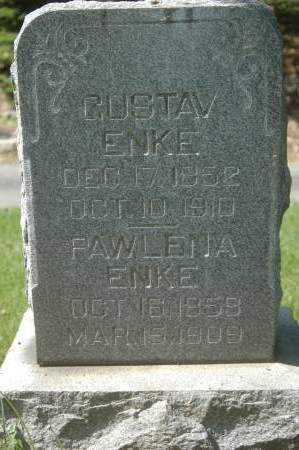 GUSTAV
ENKE
DEC. 17, 1852
OCT. 10, 1910
PAWLENA
ENKE
OCT. 16, 1859
MAR. 15, 1909